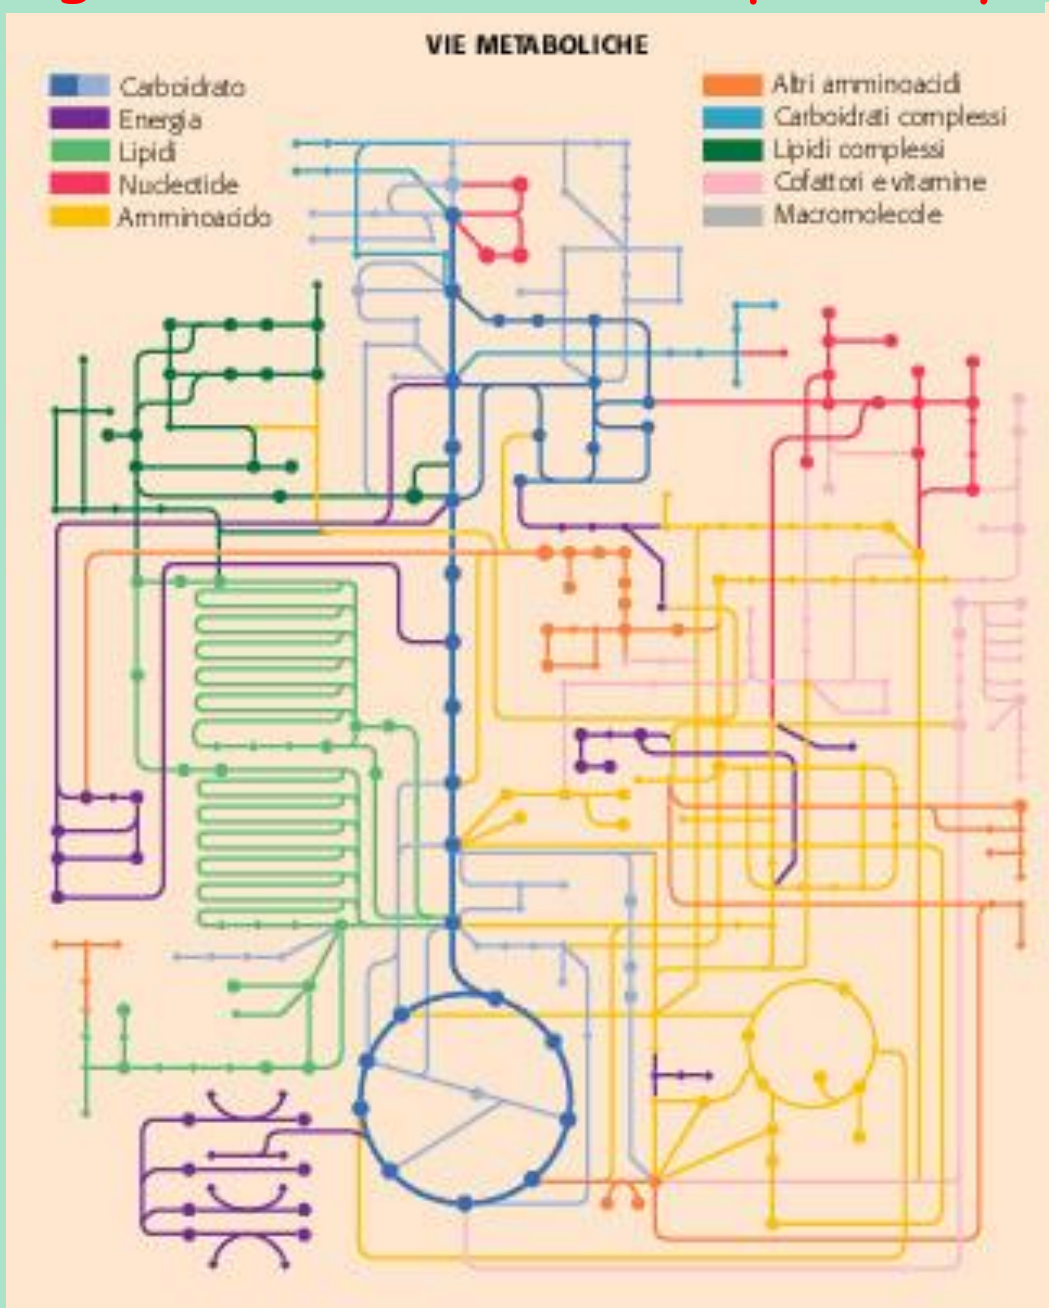 VIE METABOLICHE
Carboidrato
Energia
Lipidi
Nucleotide
Amminoacido
Altri amminoacidi
Carboidrati complessi
Lipidi complessi
Cofattori e vitamine
Macromolecole